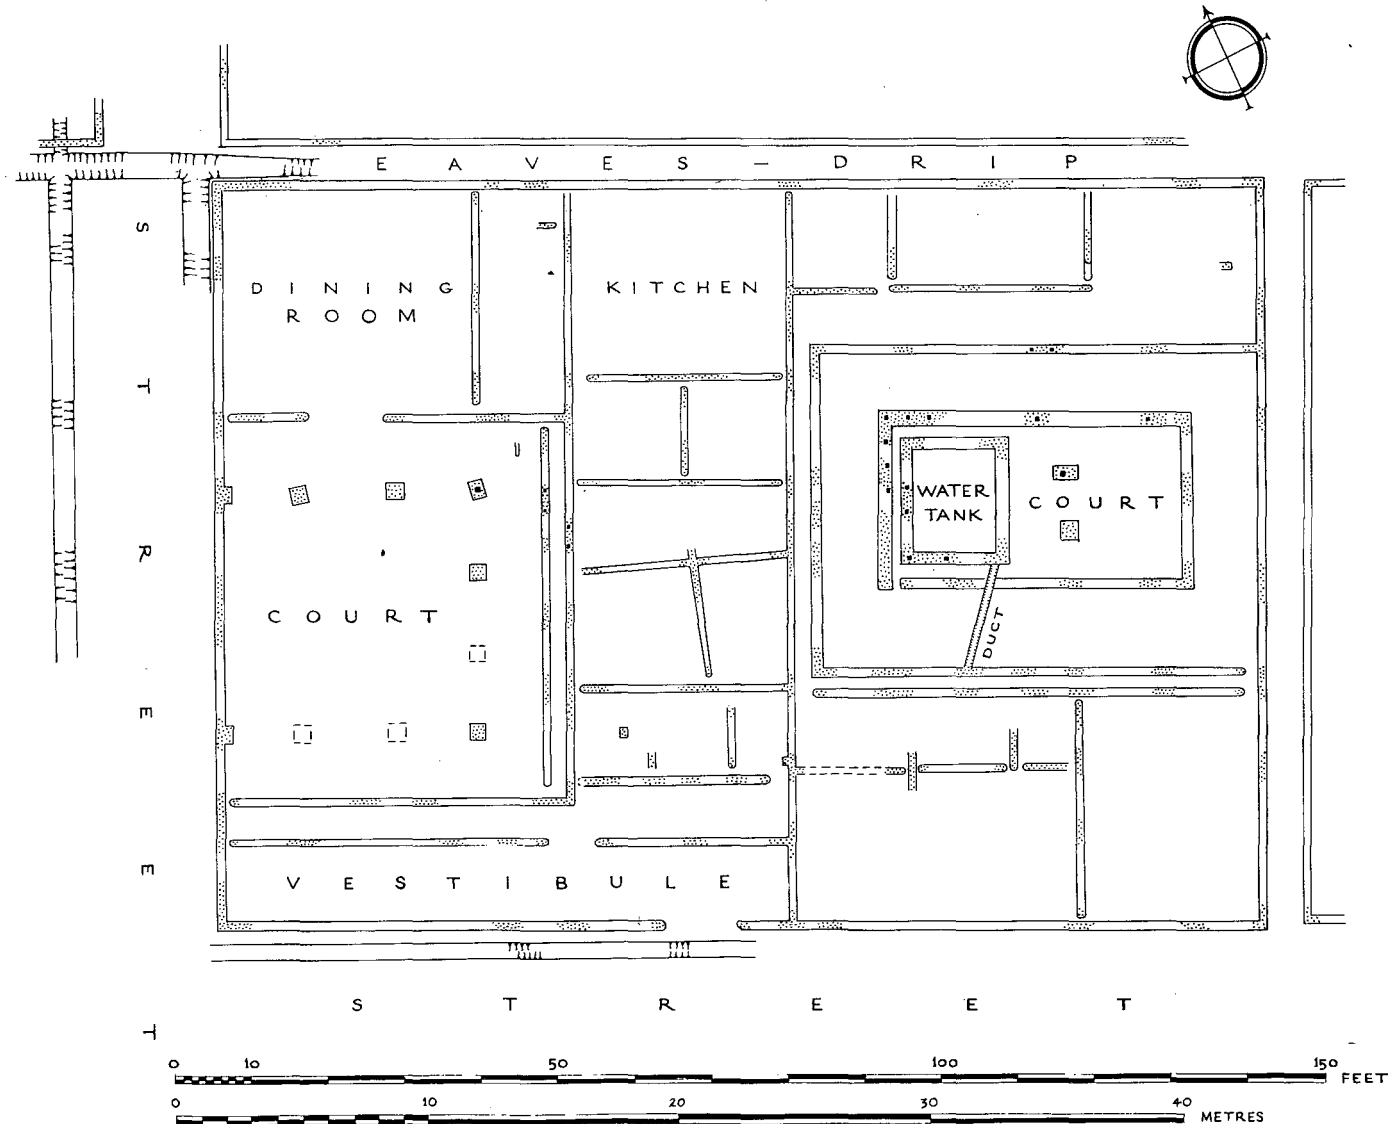 EAVES-DRIP
STREET
DINING
ROOM
KITCHEN
WATER
TANK
COURT
COURT
DUCT
VESTIBULE
STREET
0 10 50 100 150 FEET
0 10 20 30 40 METRES